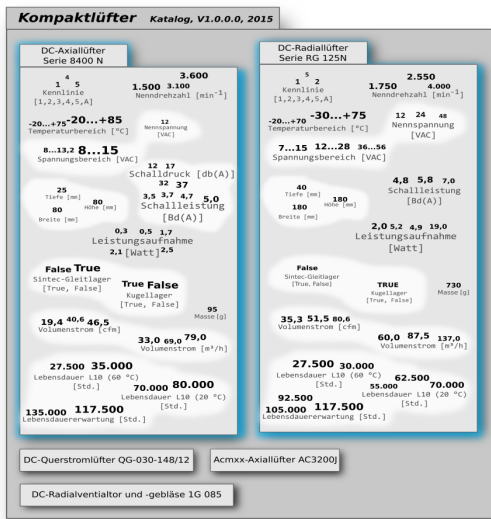 Kompaktlüfter Katalog, V1.0.0.0, 2015
DC-Axiallüfter
Serie 8400 N
4
1 5
Kennlinie
[1,2,3,4,5,A]
3.600
1.500 3.100
Nenndrehzahl [min-1]
-20...+75 -20...+85
Temperaturbereich [°C]
12
Nennspannung
[VAC]
8...13,2 8...15
Spannungsbereich [VAC]
12 17
Schalldruck [db(A)]
32 37
25
Tiefe [mm]
80
Breite [mm]
80
Höhe [mm]
3,5 3,7 4,7 5,0
Schallleistung
[Bd(A)]
0,3 0,5 1,7
Leistungsaufnahme
2,1 [Watt] 2,5
False True
Sintec-Gleitlager
[True, False]
True False
Kugellager
[True, False]
95
Masse [g]
19,4 40,6 46,5
Volumenstrom [cfm]
33,0 69,0 79,0
Volumenstrom [m³/h]
27.500 35.000
Lebensdauer L10 (60 °C)
[Std.]
70.000 80.000
Lebensdauer L10 (20 °C)
[Std.]
135.000 117.500
Lebensdauererwartung [Std.]
DC-Radiallüfter
Serie RG 125N
5
1 2
Kennlinie
[1,2,3,4,5,A]
2.550
1.750 4.000
Nenndrehzahl [min-1]
-20...+70 -30...+75
Temperaturbereich [°C]
12 24 48
Nennspannung
[VAC]
7...15 12...28 36...56
Spannungsbereich [VAC]
40
Tiefe [mm]
180
Breite [mm]
180
Höhe [mm]
4,8 5,8 7,0
Schallleistung
[Bd(A)]
2,0 5,2 4,9 19,0
Leistungsaufnahme
[Watt]
False
Sintec-Gleitlager
[True, False]
TRUE
Kugellager
[True, False]
730
Masse [g]
35,3 51,5 80,6
Volumenstrom [cfm]
60,0 87,5 137,0
Volumenstrom [m³/h]
27.500 30.000
Lebensdauer L10 (60 °C)
[Std.]
62.500
55.000 70.000
Lebensdauer L10 (20 °C)
[Std.]
92.500
105.000 117.500
Lebensdauererwartung [Std.]
DC-Querstromlüfter QG-030-148/12
Acmxx-Axiallüfter AC3200J
DC-Radialventialtor und -gebläse 1G 085